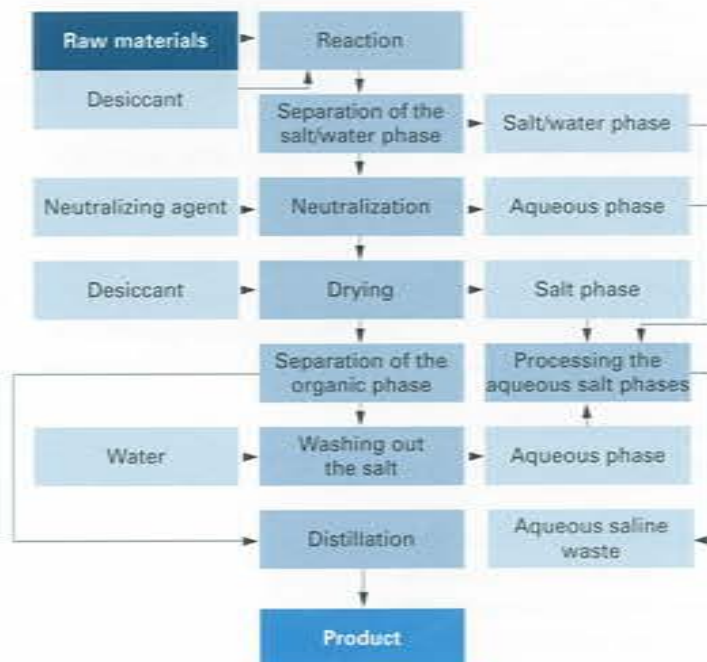 Raw materials
Reaction
Desiccant
Separation of the
salt/water phase
Salt/water phase
Neutralizing agent
Neutralization
Aqueous phase
Desiccant
Drying
Salt phase
Separation of the
organic phase
Processing the
aqueous salt phases
Water
Washing out
the salt
Aqueous phase
Distillation
Aqueous saline
waste
Product